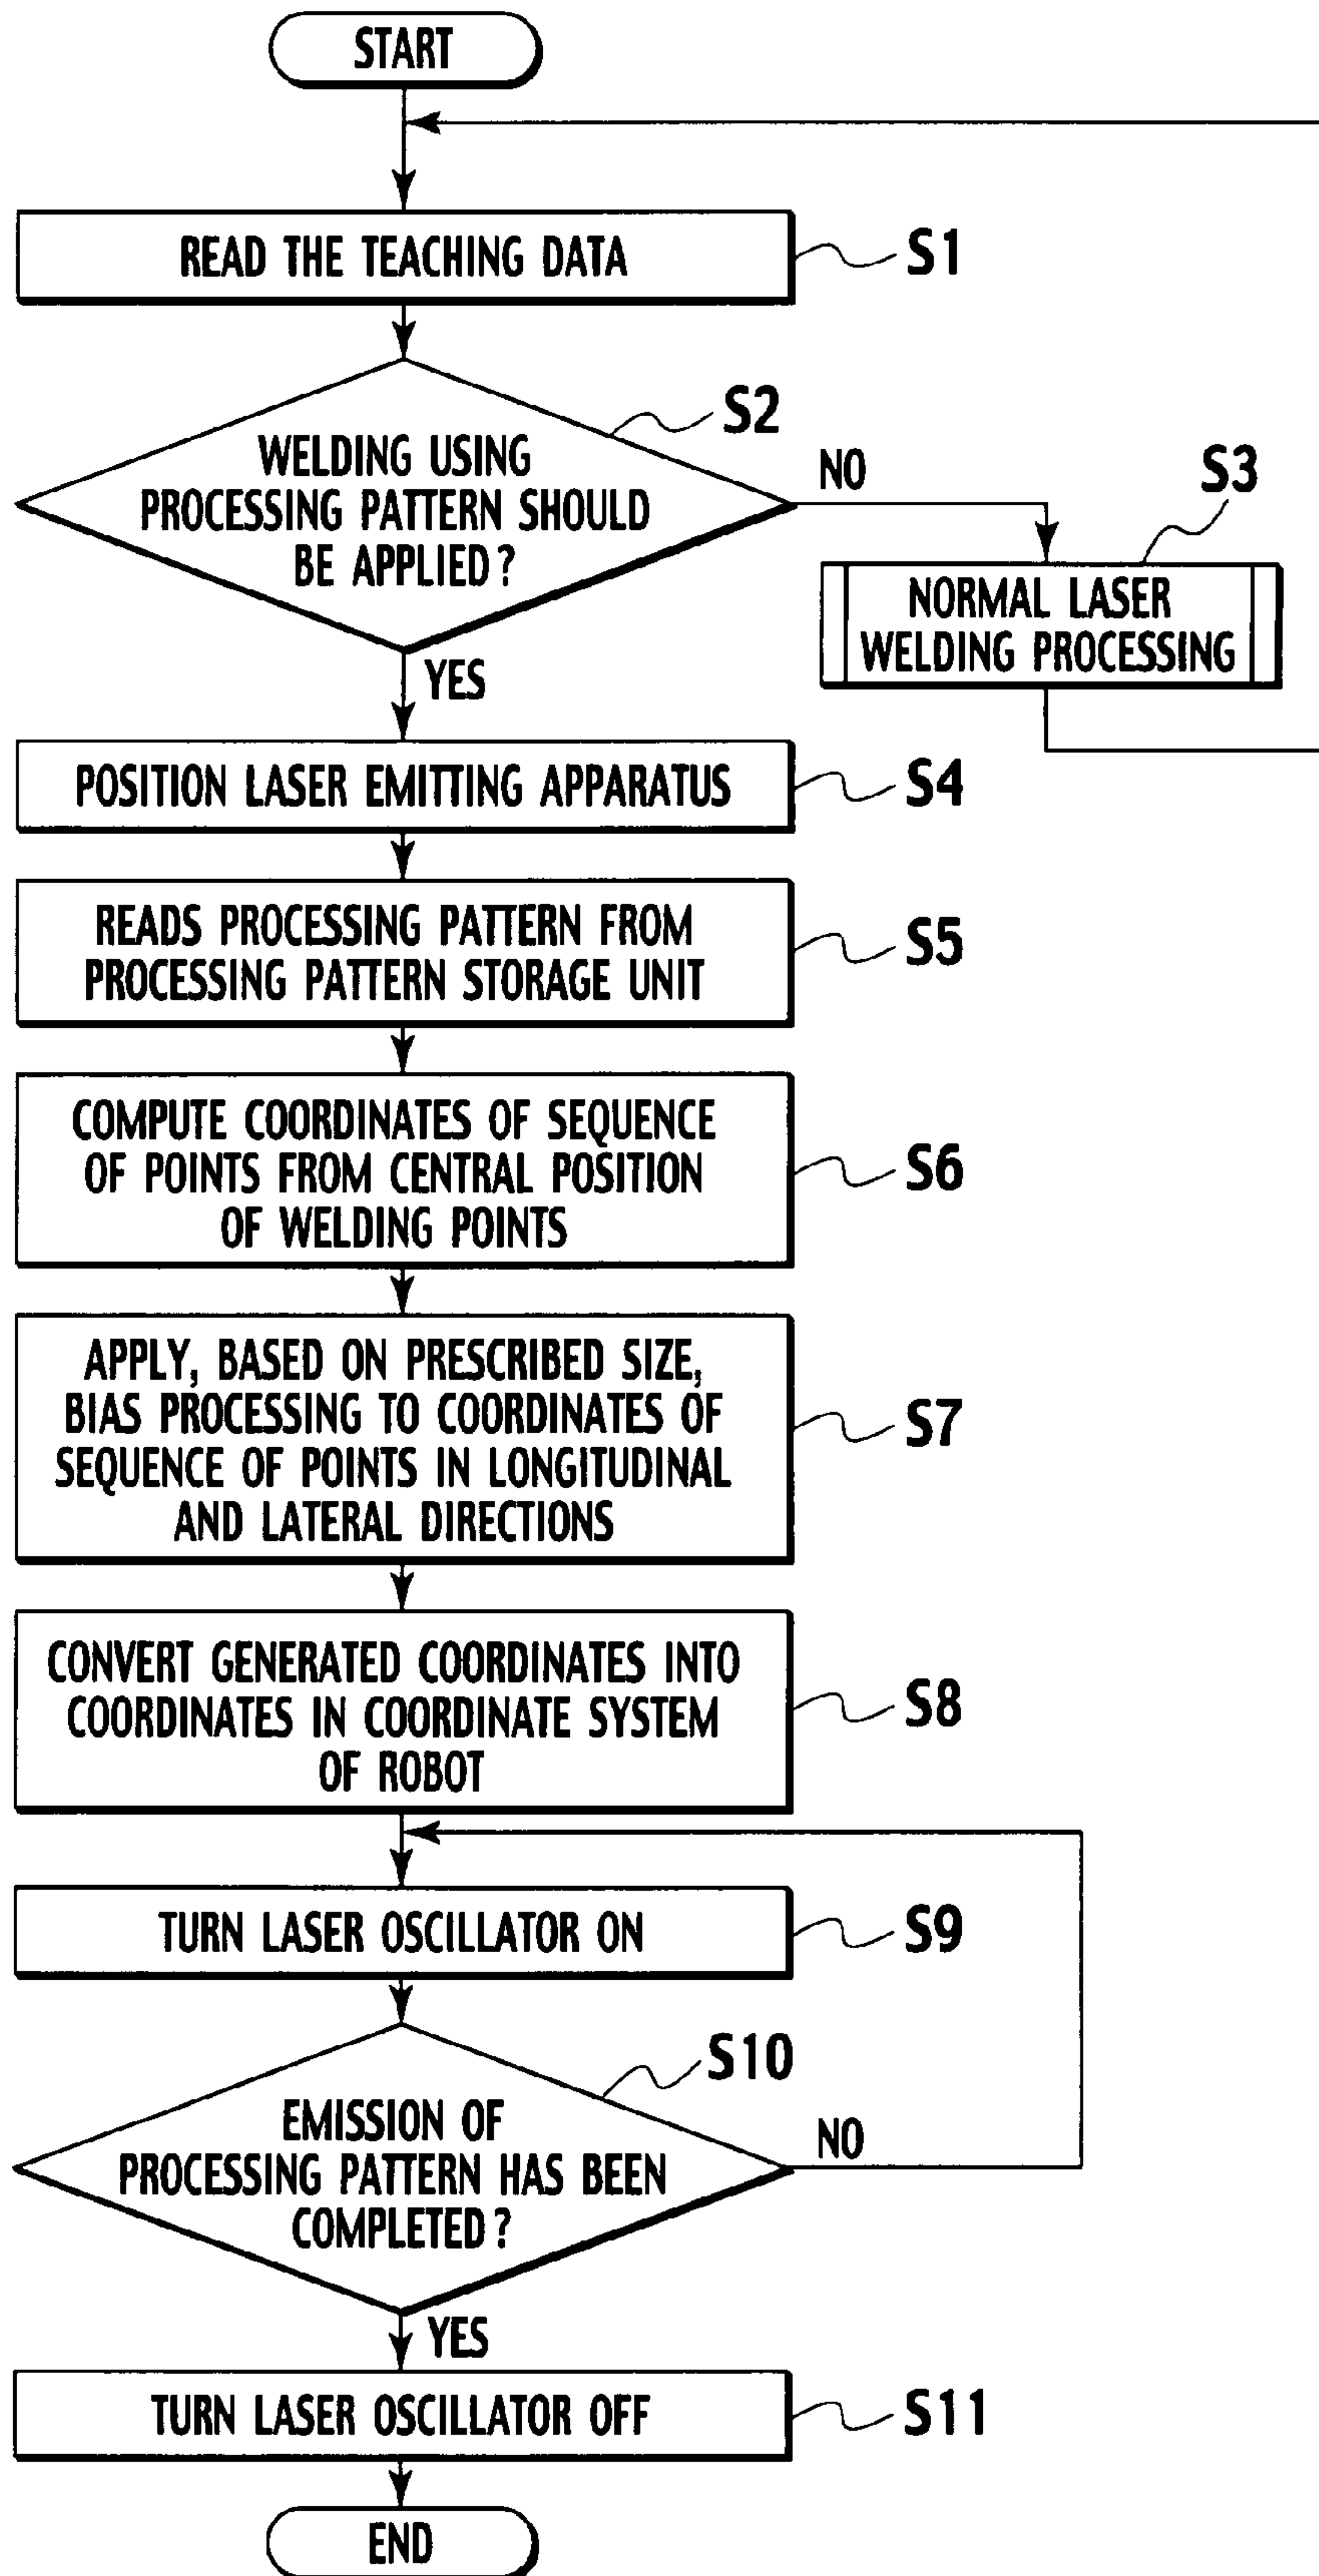 START
READ THE TEACHING DATA
S1
S2
WELDING USING
PROCESSING PATTERN SHOULD
BE APPLIED?
NO
S3
NORMAL LASER
WELDING PROCESSING
YES
POSITION LASER EMITTING APPARATUS
S4
READS PROCESSING PATTERN FROM
PROCESSING PATTERN STORAGE UNIT
S5
COMPUTE COORDINATES OF SEQUENCE
OF POINTS FROM CENTRAL POSITION
OF WELDING POINTS
S6
APPLY, BASED ON PRESCRIBED SIZE,
BIAS PROCESSING TO COORDINATES OF
SEQUENCE OF POINTS IN LONGITUDINAL
AND LATERAL DIRECTIONS
S7
CONVERT GENERATED COORDINATES INTO
COORDINATES IN COORDINATE SYSTEM
OF ROBOT
S8
TURN LASER OSCILLATOR ON
S9
S10
EMISSION OF
PROCESSING PATTERN HAS BEEN
COMPLETED?
NO
YES
TURN LASER OSCILLATOR OFF
S11
END